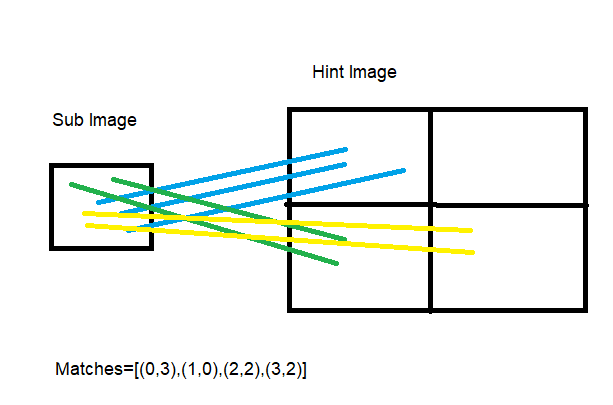 Hint Image
Sub Image
Matches=[(0,3),(1,0),(2,2),(3,2)]